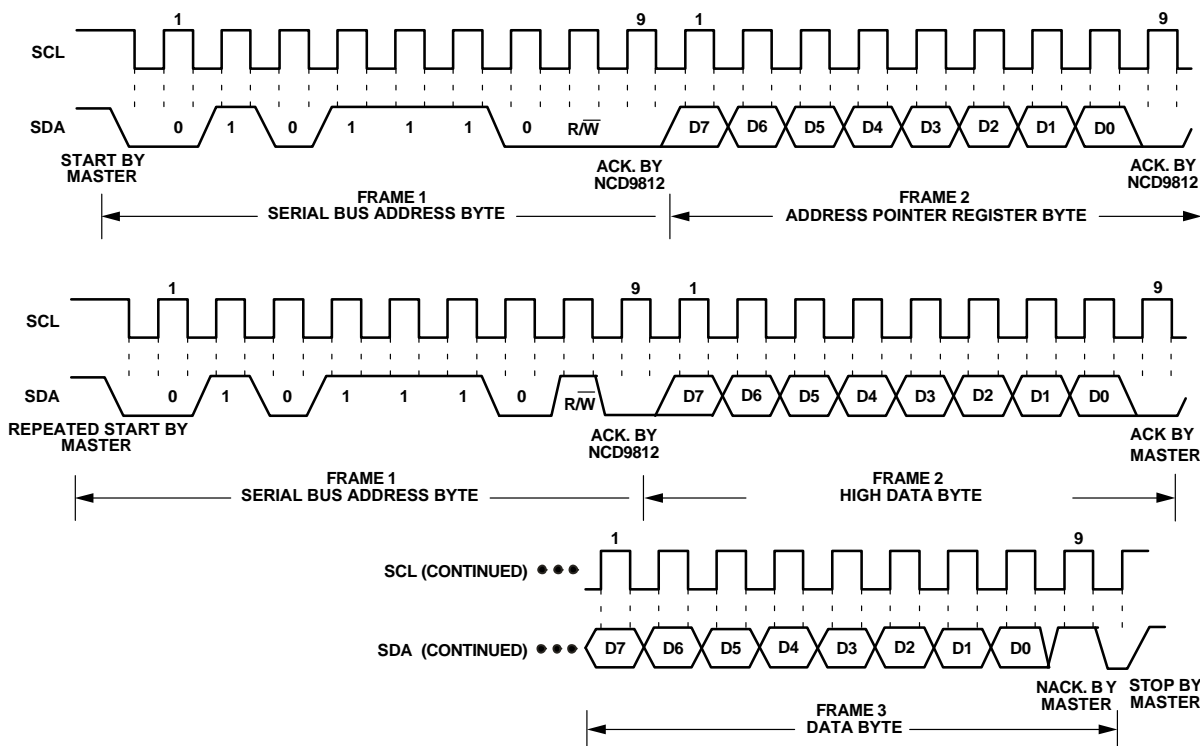 1 9 1 9
SCL
SDA 0 1 0 1 1 1 0 R/W̅ D7 D6 D5 D4 D3 D2 D1 D0
START BY
MASTER
ACK. BY
NCD9812
ACK. BY
NCD9812
FRAME 1
SERIAL BUS ADDRESS BYTE
FRAME 2
ADDRESS POINTER REGISTER BYTE
1 9 1 9
SCL
SDA 0 1 0 1 1 1 0 R/W̅ D7 D6 D5 D4 D3 D2 D1 D0
REPEATED START BY
MASTER
ACK. BY
NCD9812
ACK BY
MASTER
FRAME 1
SERIAL BUS ADDRESS BYTE
FRAME 2
HIGH DATA BYTE
1 9
SCL (CONTINUED)
SDA (CONTINUED) D7 D6 D5 D4 D3 D2 D1 D0
NACK. BY
MASTER
STOP BY
MASTER
FRAME 3
DATA BYTE